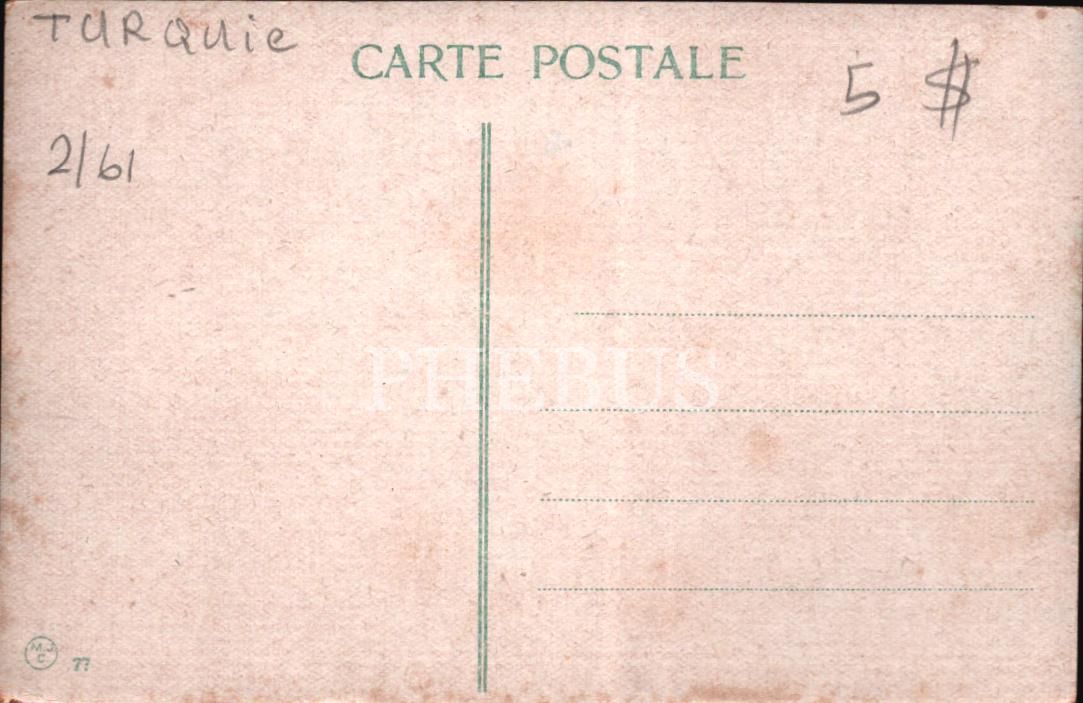 TURQUie
CARTE POSTALE
5 $
2/61
PHEBUS
M.J.
C
77